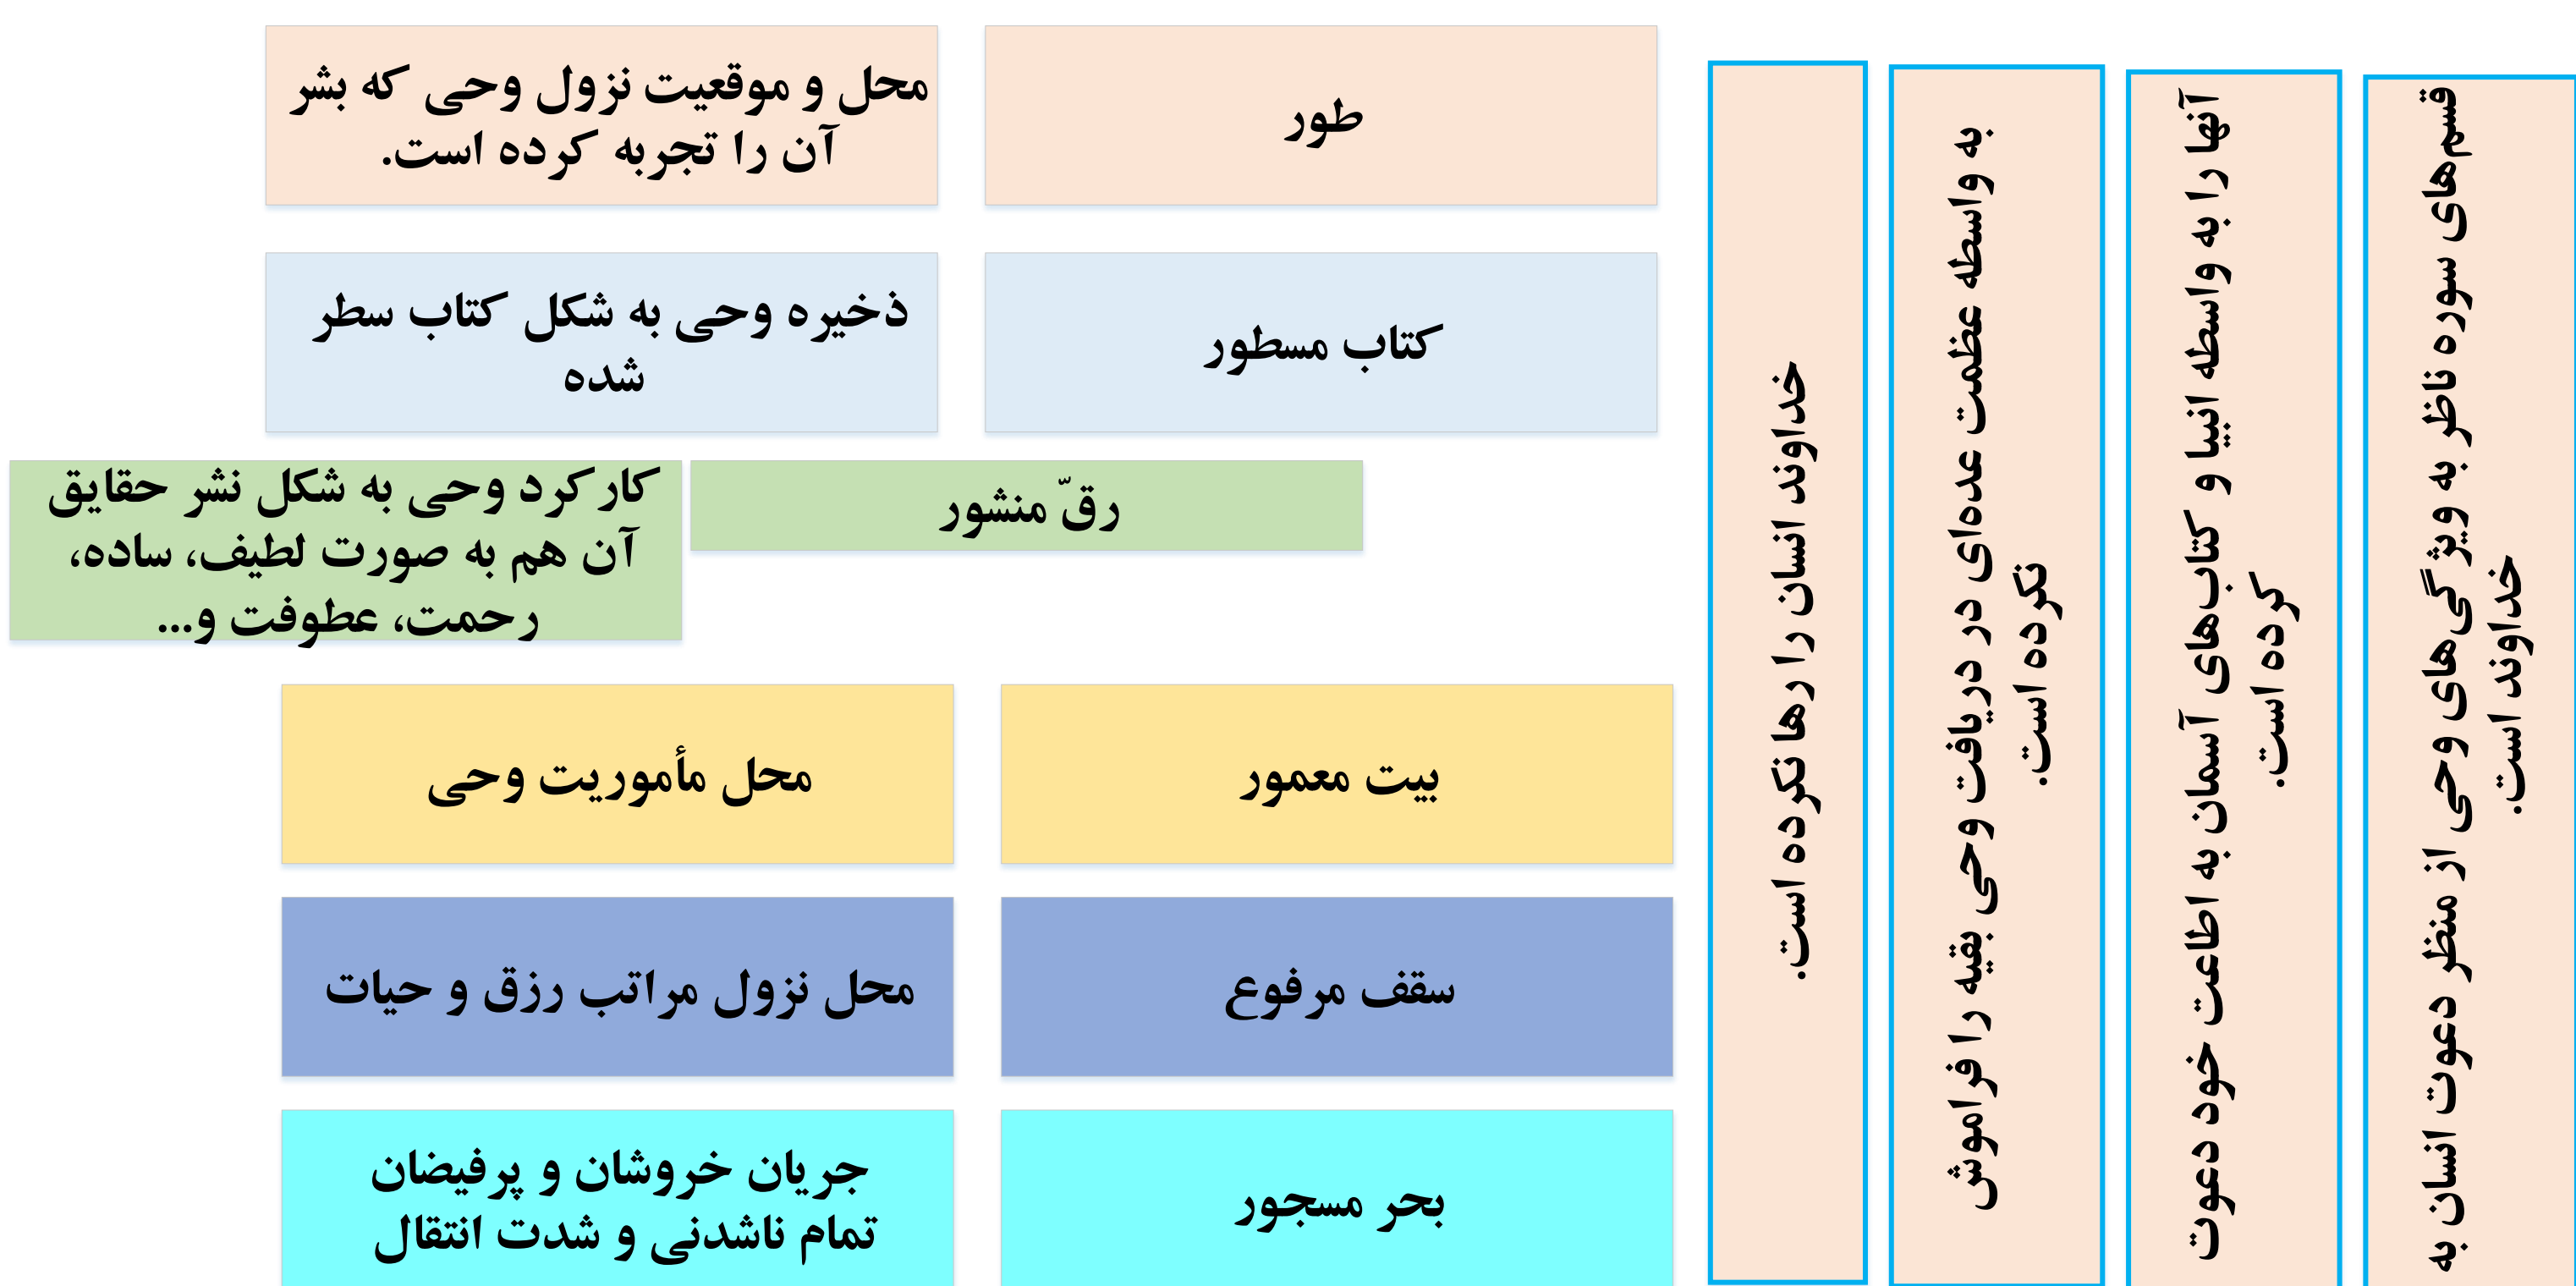 قسم‌های سوره ناظر به ویژگی‌های وحی از منظر دعوت انسان به
خداوند است.
آنها را به واسطه انبیا و کتاب‌های آسمان به اطاعت خود دعوت
کرده است.
به واسطه عظمت عده‌ای در دریافت وحی بقیه را فراموش
نکرده است.
خداوند انسان را رها نکرده است.
طور
محل و موقعیت نزول وحی که بشر
آن را تجربه کرده است.
کتاب مسطور
ذخیره وحی به شکل کتاب سطر
شده
رقّ منشور
کارکرد وحی به شکل نشر حقایق
آن هم به صورت لطیف، ساده،
رحمت، عطوفت و...
بیت معمور
محل مأموریت وحی
سقف مرفوع
محل نزول مراتب رزق و حیات
بحر مسجور
جریان خروشان و پرفیضان
تمام ناشدنی و شدت انتقال